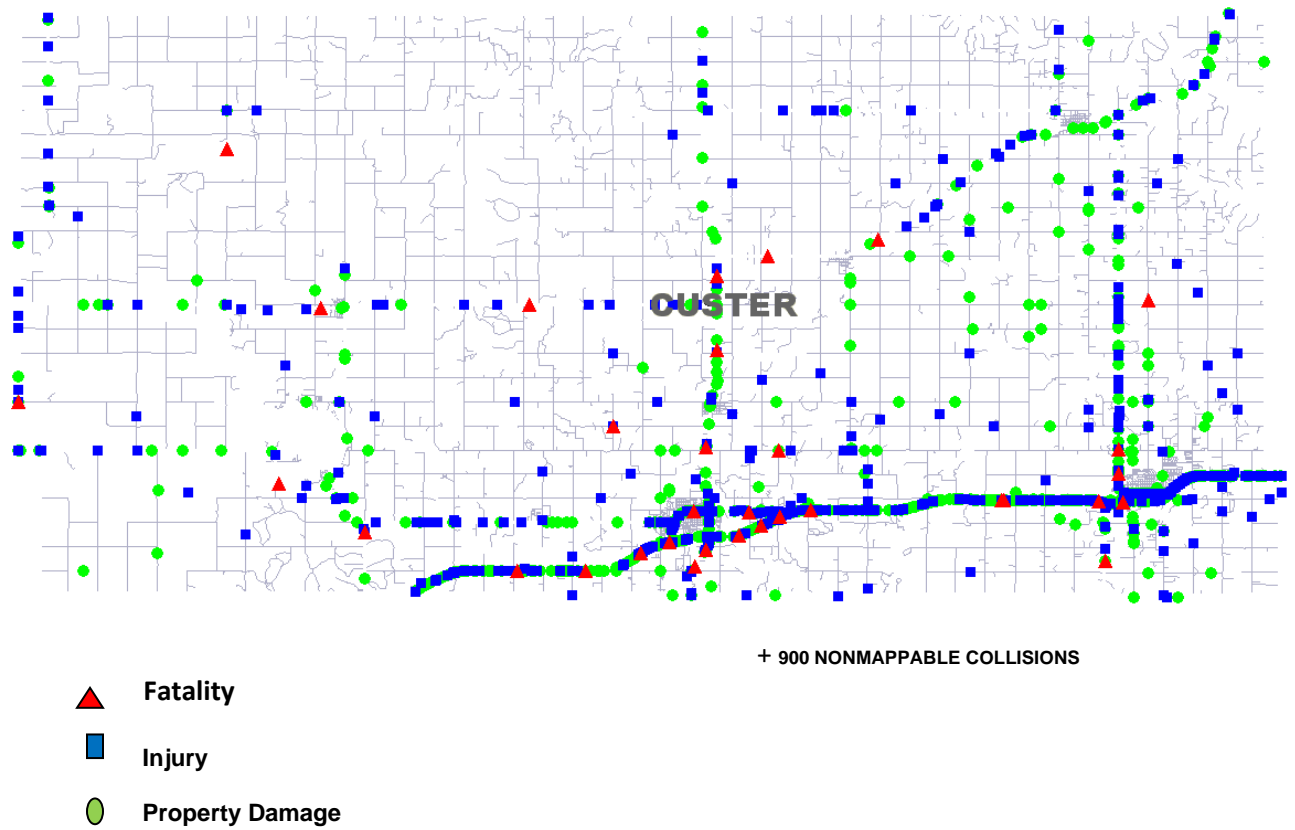 CUSTER
+ 900 NONMAPPABLE COLLISIONS
Fatality
Injury
Property Damage